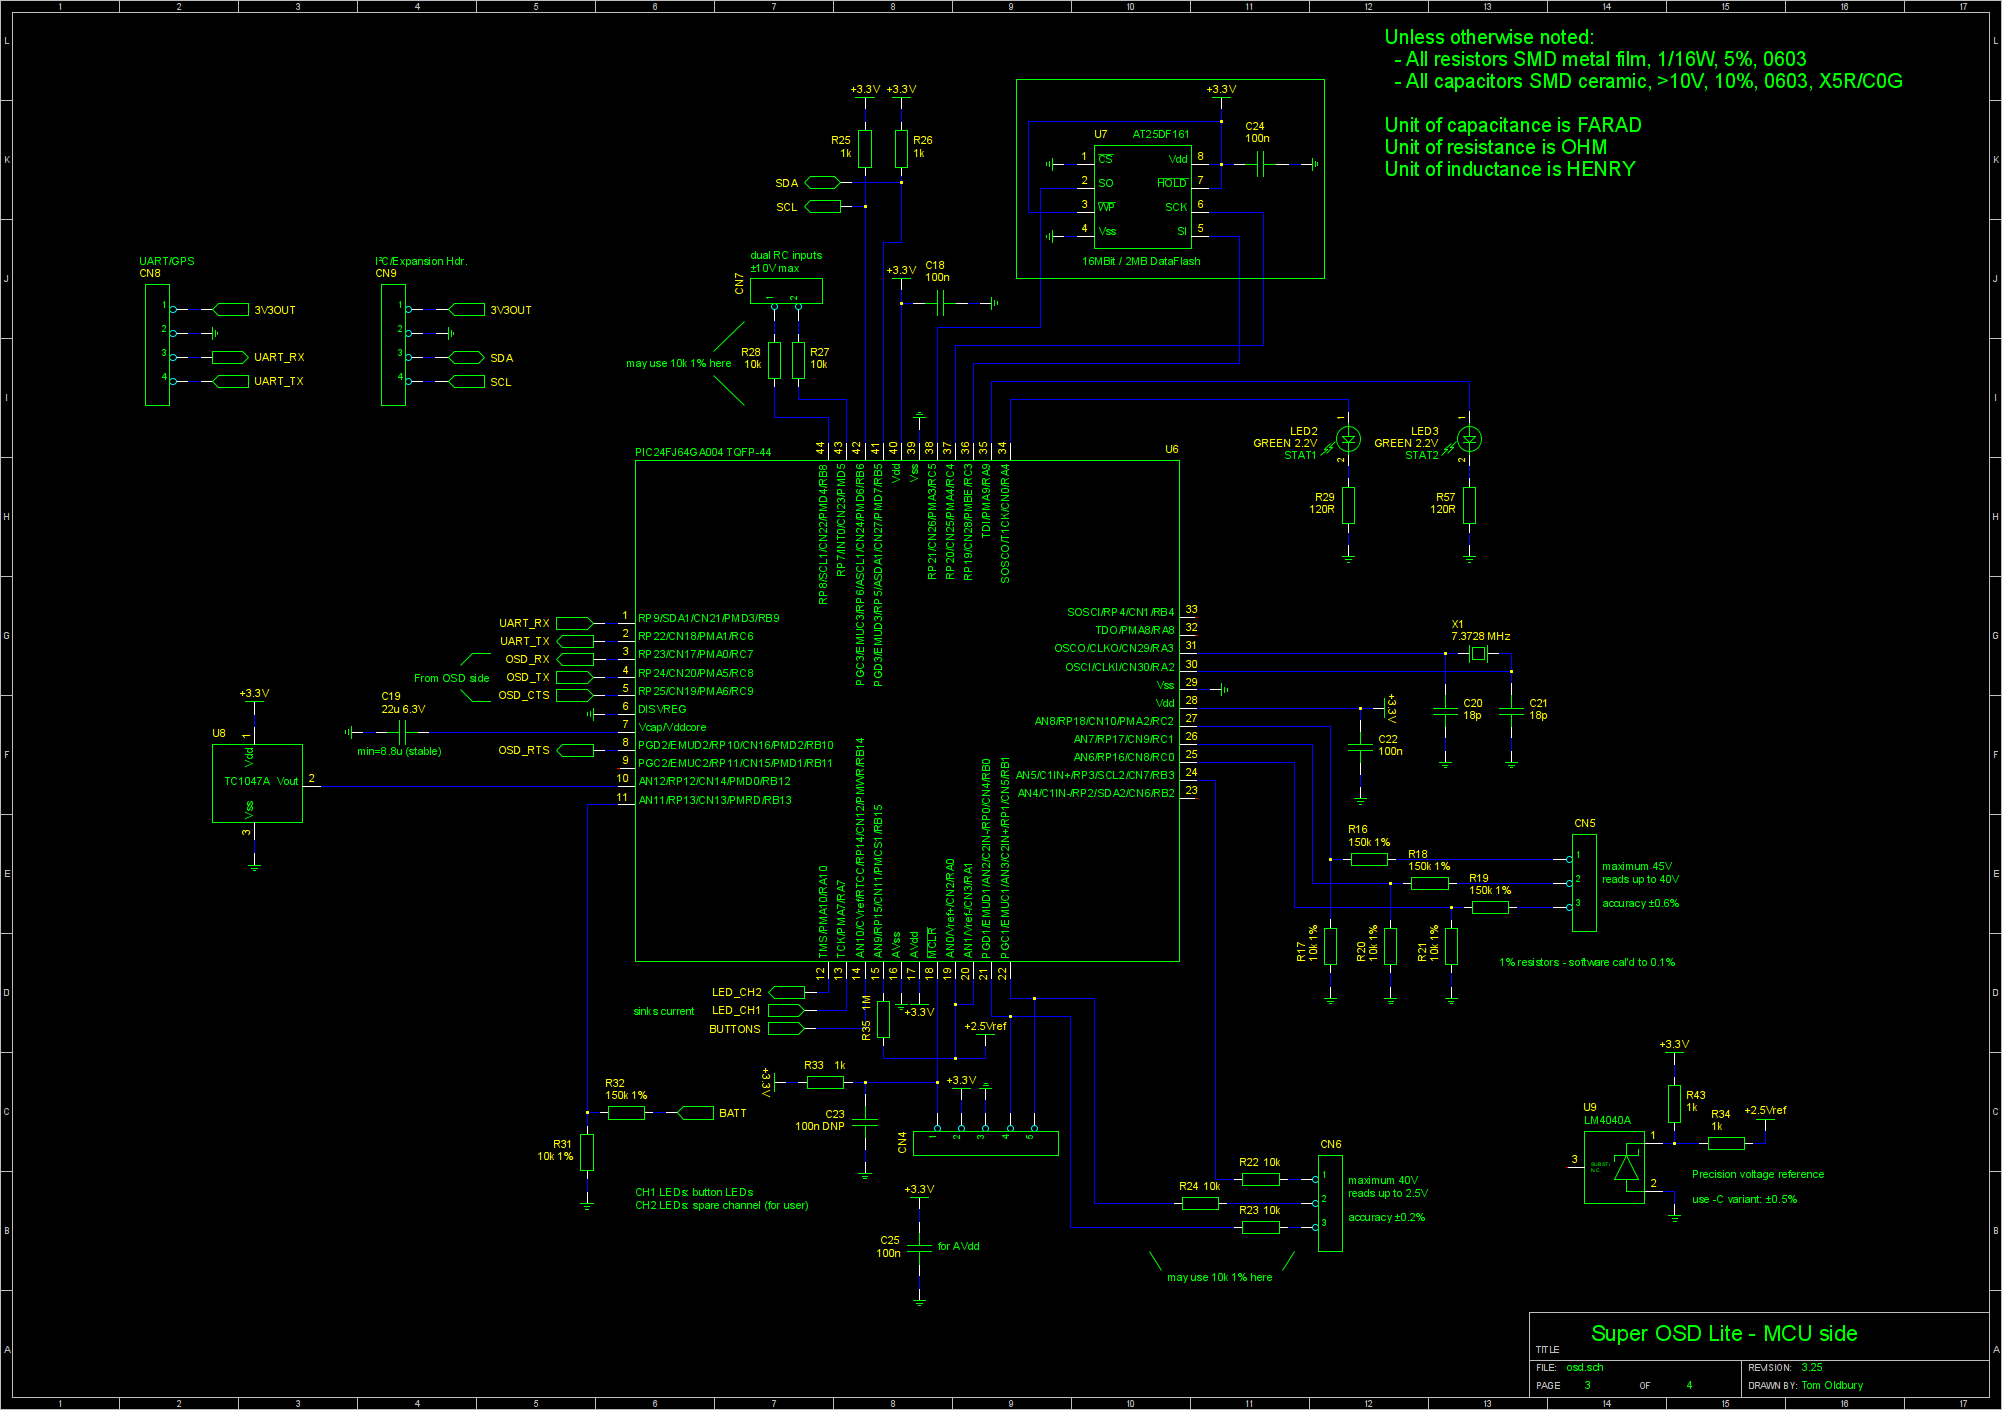 Unless otherwise noted:
- All resistors SMD metal film, 1/16W, 5%, 0603
- All capacitors SMD ceramic, >10V, 10%, 0603, X5R/C0G
Unit of capacitance is FARAD
Unit of resistance is OHM
Unit of inductance is HENRY
+3.3V +3.3V
R25
1k
R26
1k
SDA
SCL
+3.3V
U7
AT25DF161
C24
100n
1 CS
2 SO
3 WP
4 Vss
Vdd 8
HOLD 7
SCK 6
SI 5
16MBit / 2MB DataFlash
UART/GPS
CN8
1
2
3
4
3V3OUT
UART_RX
UART_TX
I²C/Expansion Hdr.
CN9
1
2
3
4
3V3OUT
SDA
SCL
dual RC inputs
±10V max
CN7
1
2
+3.3V
C18
100n
may use 10k 1% here
R28
10k
R27
10k
LED2
GREEN 2.2V
STAT1
1
2
LED3
GREEN 2.2V
STAT2
1
2
R29
120R
R57
120R
PIC24FJ64GA004 TQFP-44
U6
44 RP8/SCL1/CN22/PMD4/RB8
43 RP7/INT0/CN23/PMD5
42 PGC3/EMUC3/RP6/ASCL1/CN24/PMD6/RB6
41 PGD3/EMUD3/RP5/ASDA1/CN27/PMD7/RB5
40 Vdd
39 Vss
38 RP21/CN26/PMA3/RC5
37 RP20/CN25/PMA4/RC4
36 RP19/CN28/PMBE/RC3
35 TDI/PMA9/RA9
34 SOSCO/T1CK/CN0/RA4
UART_RX 1 RP9/SDA1/CN21/PMD3/RB9
UART_TX 2 RP22/CN18/PMA1/RC6
OSD_RX 3 RP23/CN17/PMA0/RC7
OSD_TX 4 RP24/CN20/PMA5/RC8
OSD_CTS 5 RP25/CN19/PMA6/RC9
6 DISVREG
7 Vcap/Vddcore
OSD_RTS 8 PGD2/EMUD2/RP10/CN16/PMD2/RB10
9 PGC2/EMUC2/RP11/CN15/PMD1/RB11
10 AN12/RP12/CN14/PMD0/RB12
11 AN11/RP13/CN13/PMRD/RB13
From OSD side
SOSCI/RP4/CN1/RB4 33
TDO/PMA8/RA8 32
OSCO/CLKO/CN29/RA3 31
OSCI/CLKI/CN30/RA2 30
Vss 29
Vdd 28
AN8/RP18/CN10/PMA2/RC2 27
AN7/RP17/CN9/RC1 26
AN6/RP16/CN8/RC0 25
AN5/C1IN+/RP3/SCL2/CN7/RB3 24
AN4/C1IN-/RP2/SDA2/CN6/RB2 23
12 TMS/PMA10/RA10
13 TCK/PMA7/RA7
14 AN10/CVref/RTCC/RP14/CN12/PMWR/RB14
15 AN9/RP15/CN11/PMCS1/RB15
16 AVss
17 AVdd
18 MCLR
19 AN0/Vref+/CN2/RA0
20 AN1/Vref-/CN3/RA1
21 PGD1/EMUD1/AN2/C2IN-/RP0/CN4/RB0
22 PGC1/EMUC1/AN3/C2IN+/RP1/CN5/RB1
+3.3V
U8
1
Vdd
TC1047A Vout
2
Vss
3
C19
22u 6.3V
min=8.8u (stable)
X1
7.3728 MHz
C20
18p
C21
18p
+3.3V
C22
100n
R16
150k 1%
R18
150k 1%
R19
150k 1%
R17
10k 1%
R20
10k 1%
R21
10k 1%
CN5
1
2
3
maximum 45V
reads up to 40V
accuracy ±0.6%
1% resistors - software cal'd to 0.1%
LED_CH2
LED_CH1
BUTTONS
sinks current
R35 1M
+3.3V
+2.5Vref
+3.3V
R33 1k
+3.3V
C23
100n DNP
CN4
1
2
3
4
5
R32
150k 1%
BATT
R31
10k 1%
CH1 LEDs: button LEDs
CH2 LEDs: spare channel (for user)
+3.3V
C25
100n
for AVdd
R22 10k
R24 10k
R23 10k
CN6
1
2
3
maximum 40V
reads up to 2.5V
accuracy ±0.2%
may use 10k 1% here
+3.3V
R43
1k
U9
LM4040A
R34
1k
+2.5Vref
1
2
3
SUBST/
N.C.
Precision voltage reference
use -C variant: ±0.5%
Super OSD Lite - MCU side
TITLE
FILE: osd.sch
REVISION: 3.25
PAGE 3 OF 4
DRAWN BY: Tom Oldbury
1 2 3 4 5 6 7 8 9 10 11 12 13 14 15 16 17
1 2 3 4 5 6 7 8 9 10 11 12 13 14 15 16 17
L K J I H G F E D C B A
L K J I H G F E D C B A